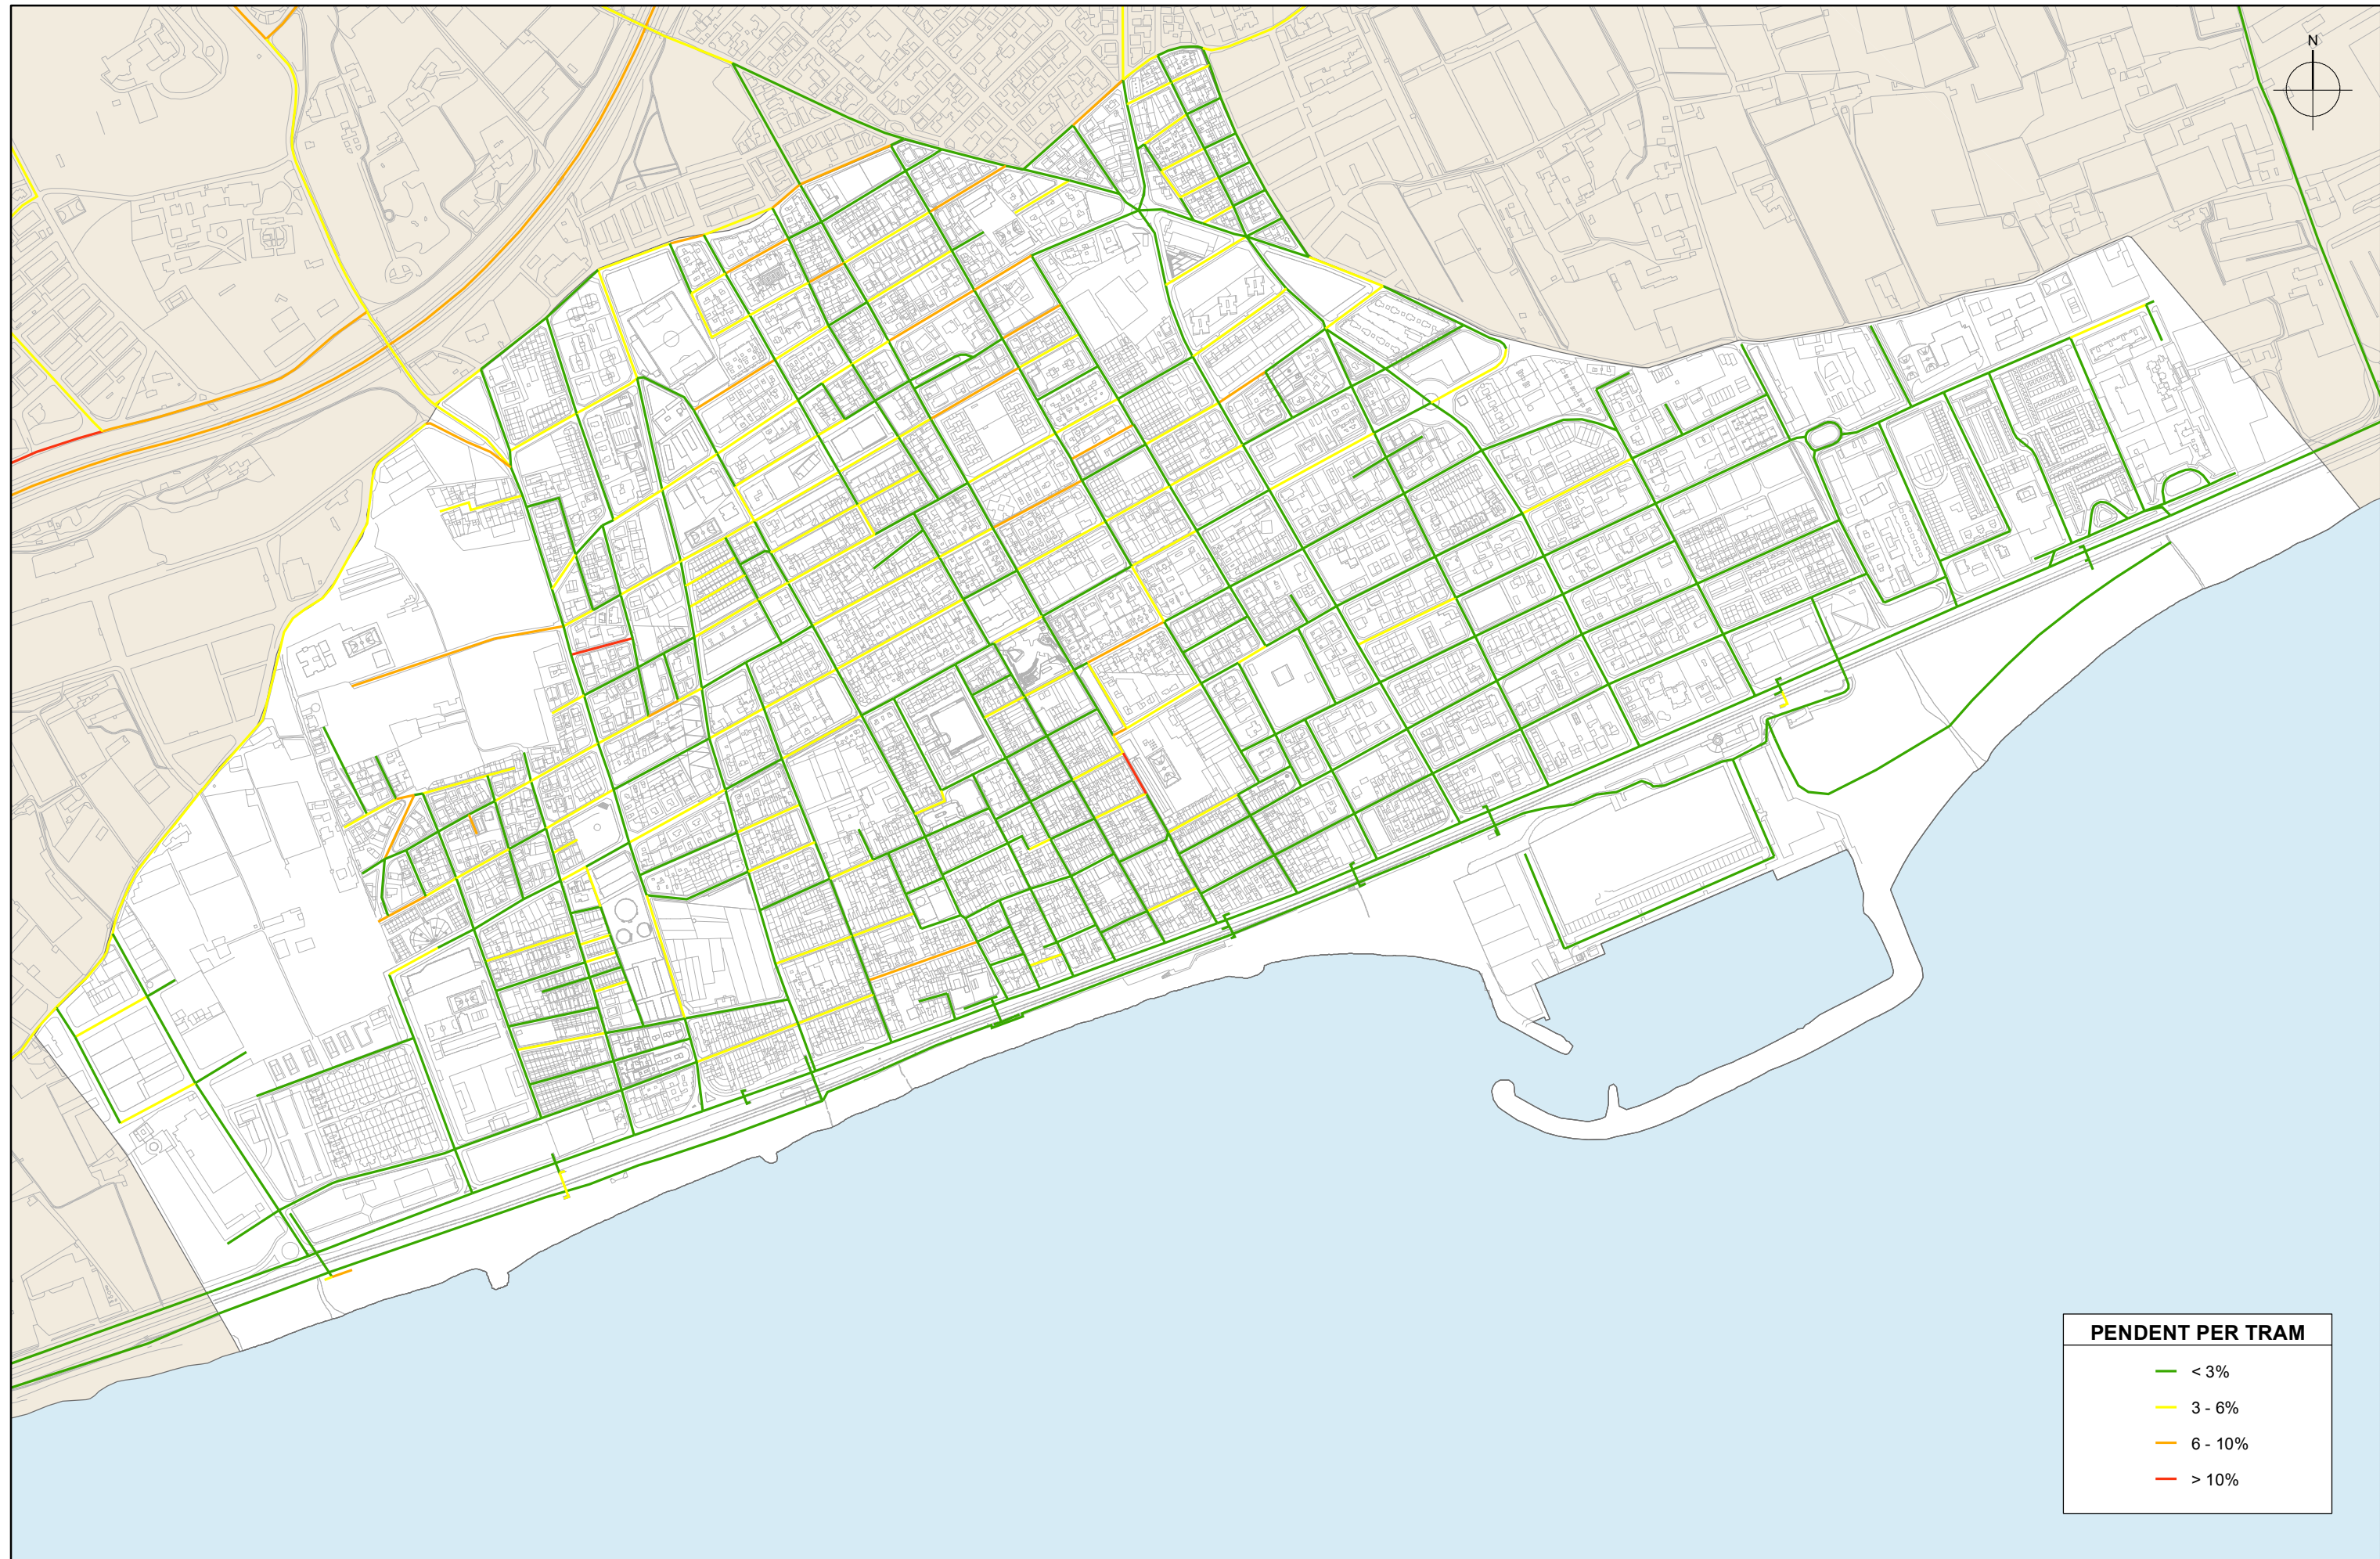 N
PENDENT PER TRAM
< 3%
3 - 6%
6 - 10%
> 10%